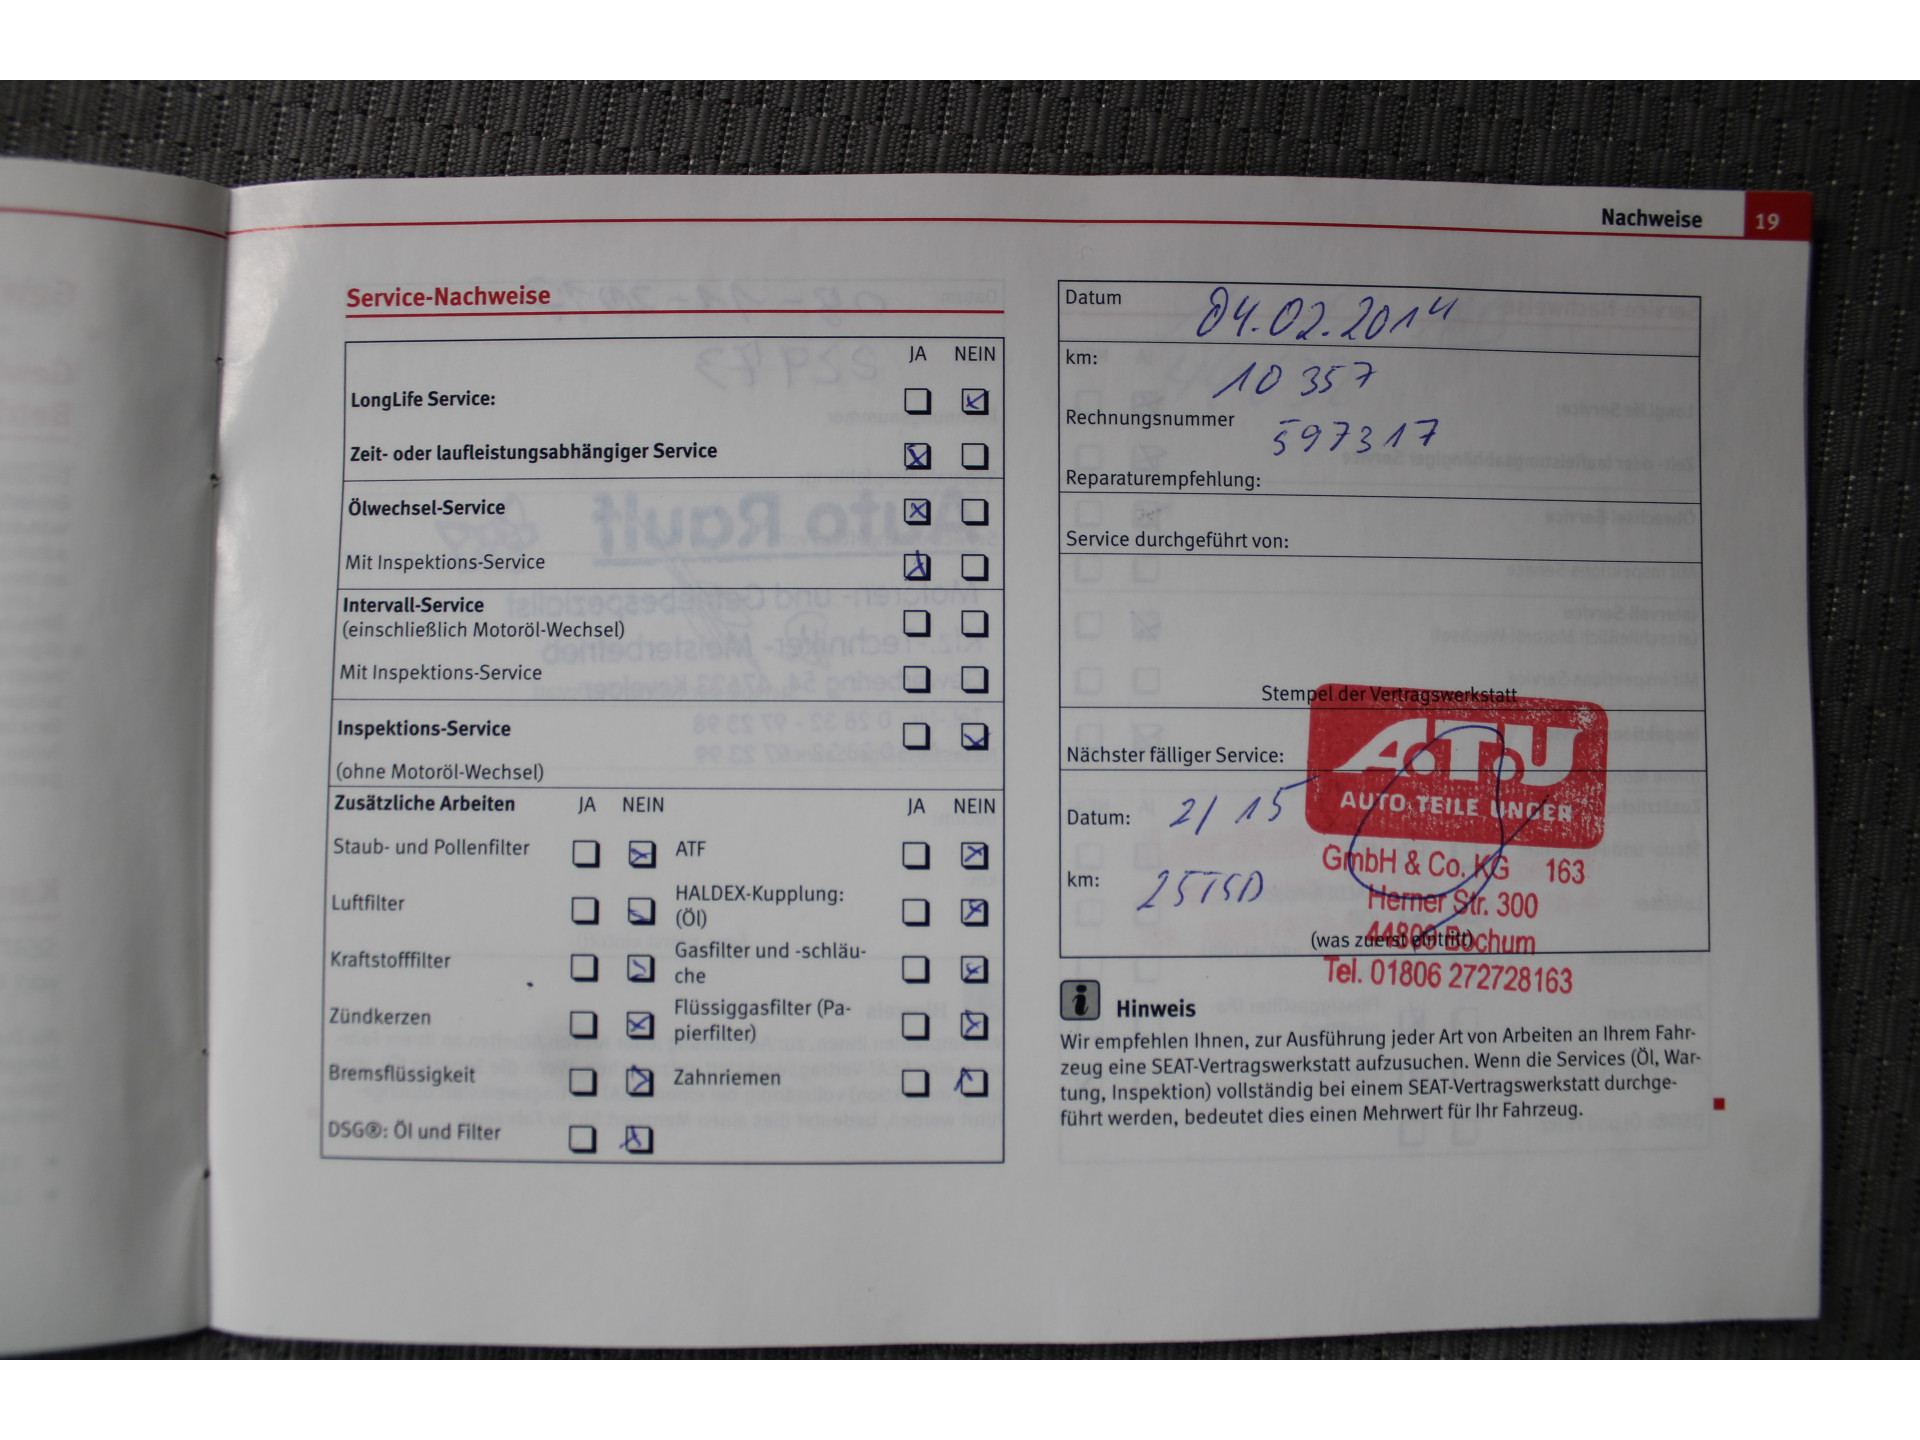 Nachweise 19
Service-Nachweise
JA NEIN
LongLife Service:
Zeit- oder laufleistungsabhängiger Service
Ölwechsel-Service
Mit Inspektions-Service
Intervall-Service
(einschließlich Motoröl-Wechsel)
Mit Inspektions-Service
Inspektions-Service
(ohne Motoröl-Wechsel)
Zusätzliche Arbeiten JA NEIN JA NEIN
Staub- und Pollenfilter ATF
Luftfilter HALDEX-Kupplung:
(Öl)
Kraftstofffilter Gasfilter und -schläu-
che
Zündkerzen Flüssiggasfilter (Pa-
pierfilter)
Bremsflüssigkeit Zahnriemen
DSG®: Öl und Filter
Datum 04.02.2014
km: 10 357
Rechnungsnummer 597317
Reparaturempfehlung:
Service durchgeführt von:
Stempel der Vertragswerkstatt
Nächster fälliger Service:
Datum: 2/15
km: 25TSD
(was zuerst eintritt)
A.T.U
AUTO TEILE UNGER
GmbH & Co. KG 163
Herner Str. 300
44809 Bochum
Tel. 01806 272728163
i Hinweis
Wir empfehlen Ihnen, zur Ausführung jeder Art von Arbeiten an Ihrem Fahr-
zeug eine SEAT-Vertragswerkstatt aufzusuchen. Wenn die Services (Öl, War-
tung, Inspektion) vollständig bei einem SEAT-Vertragswerkstatt durchge-
führt werden, bedeutet dies einen Mehrwert für Ihr Fahrzeug.